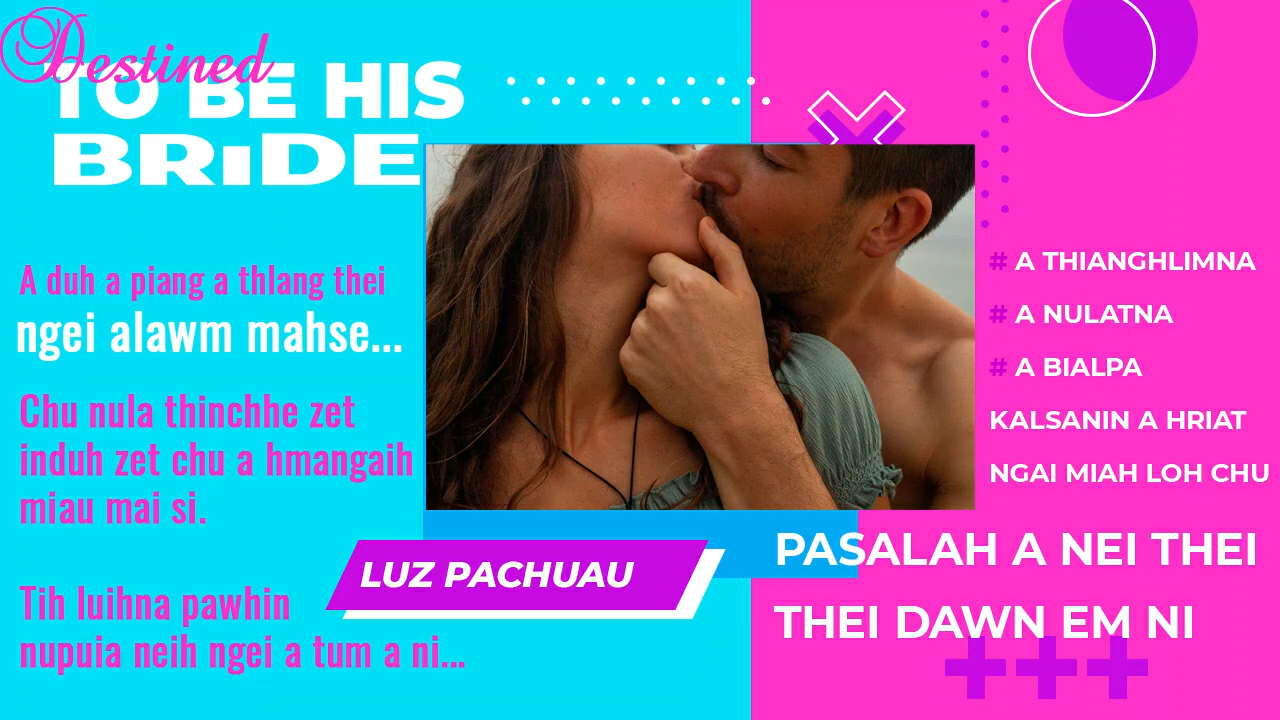 Destined
TO BE HIS
BRIDE
A duh a piang a thlang thei
ngei alawm mahse...
Chu nula thinchhe zet
induh zet chu a hmangaih
miau mai si.
Tih luihna pawhin
nupuia neih ngei a tum a ni...
LUZ PACHUAU
# A THIANGHLIMNA
# A NULATNA
# A BIALPA
KALSANIN A HRIAT
NGAI MIAH LOH CHU
PASALAH A NEI THEI
THEI DAWN EM NI